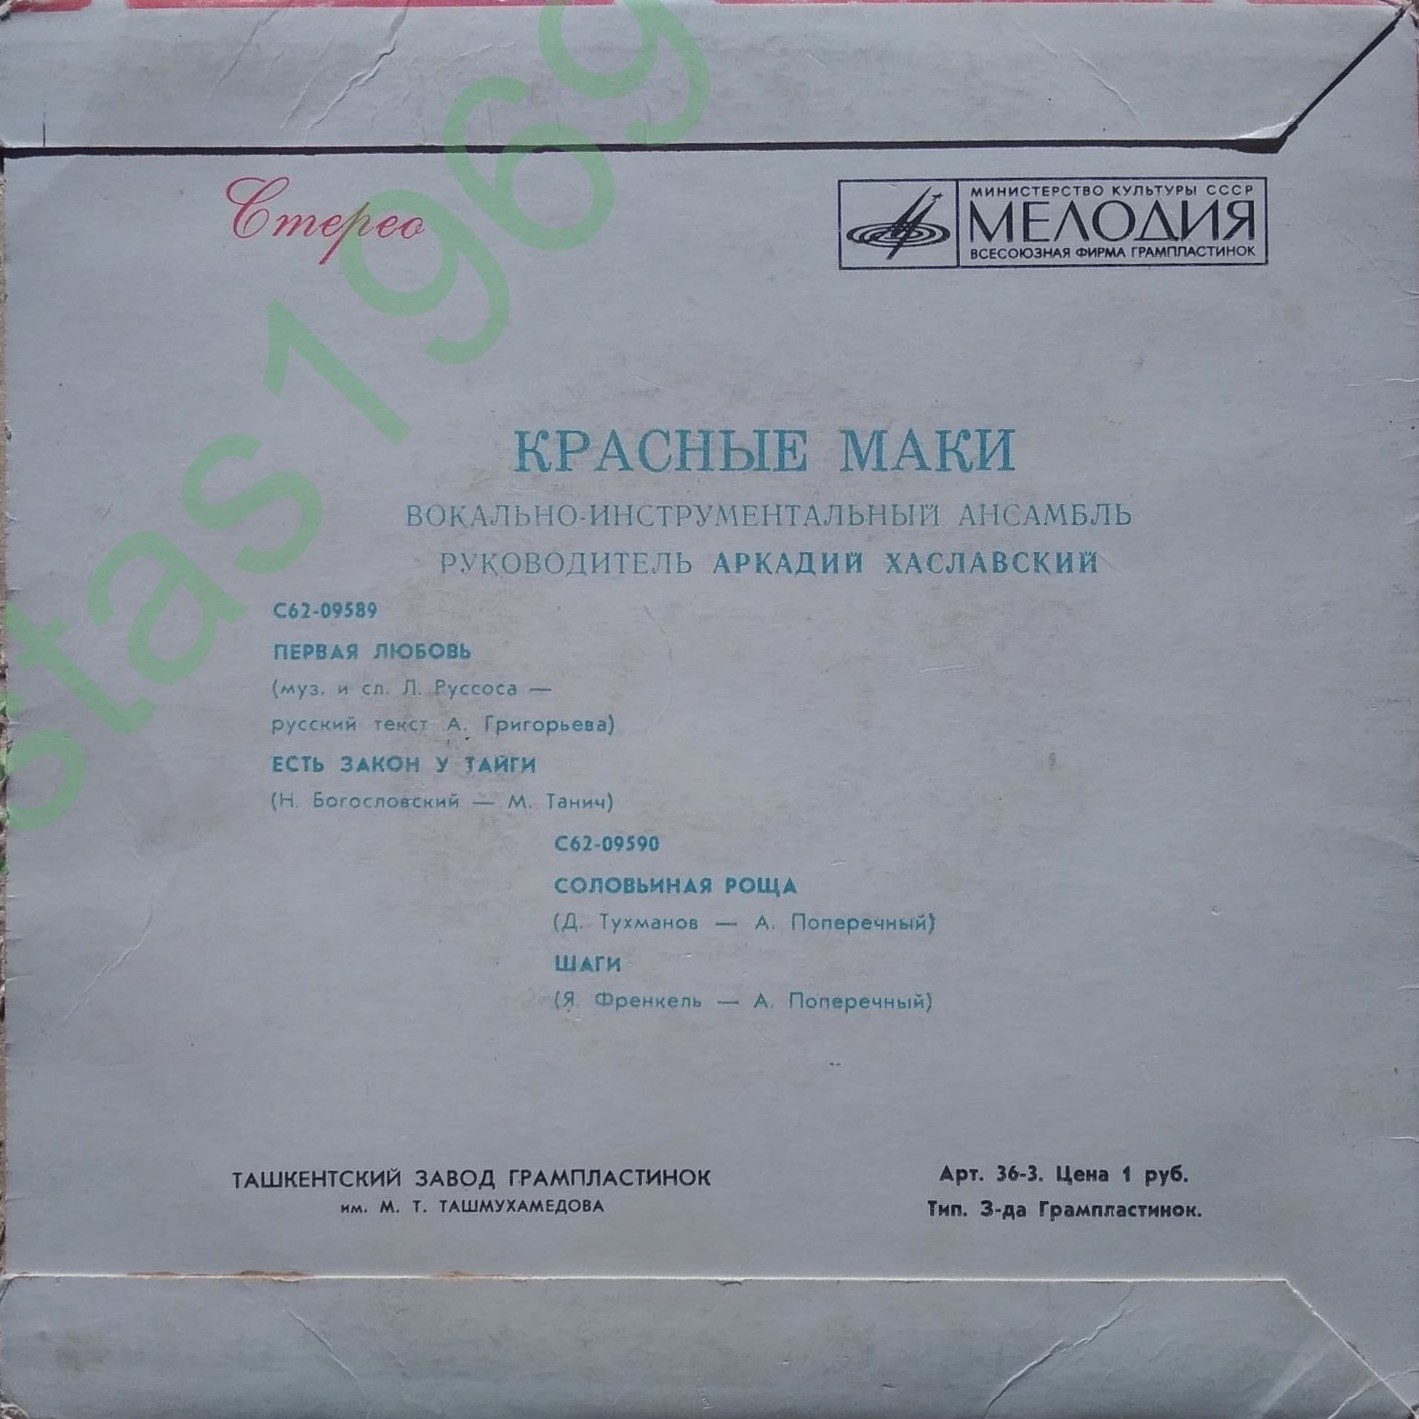 Стерео
МИНИСТЕРСТВО КУЛЬТУРЫ СССР
МЕЛОДИЯ
ВСЕСОЮЗНАЯ ФИРМА ГРАМПЛАСТИНОК
КРАСНЫЕ МАКИ
ВОКАЛЬНО-ИНСТРУМЕНТАЛЬНЫЙ АНСАМБЛЬ
РУКОВОДИТЕЛЬ АРКАДИЙ ХАСЛАВСКИЙ
С62-09589
ПЕРВАЯ ЛЮБОВЬ
(муз. и сл. Л. Руссоса —
русский текст А. Григорьева)
ЕСТЬ ЗАКОН У ТАЙГИ
(Н. Богословский — М. Танич)
С62-09590
СОЛОВЬИНАЯ РОЩА
(Д. Тухманов — А. Поперечный)
ШАГИ
(Я. Френкель — А. Поперечный)
ТАШКЕНТСКИЙ ЗАВОД ГРАМПЛАСТИНОК
им. М. Т. ТАШМУХАМЕДОВА
Арт. 36-3. Цена 1 руб.
Тип. З-да Грампластинок.
stas1969